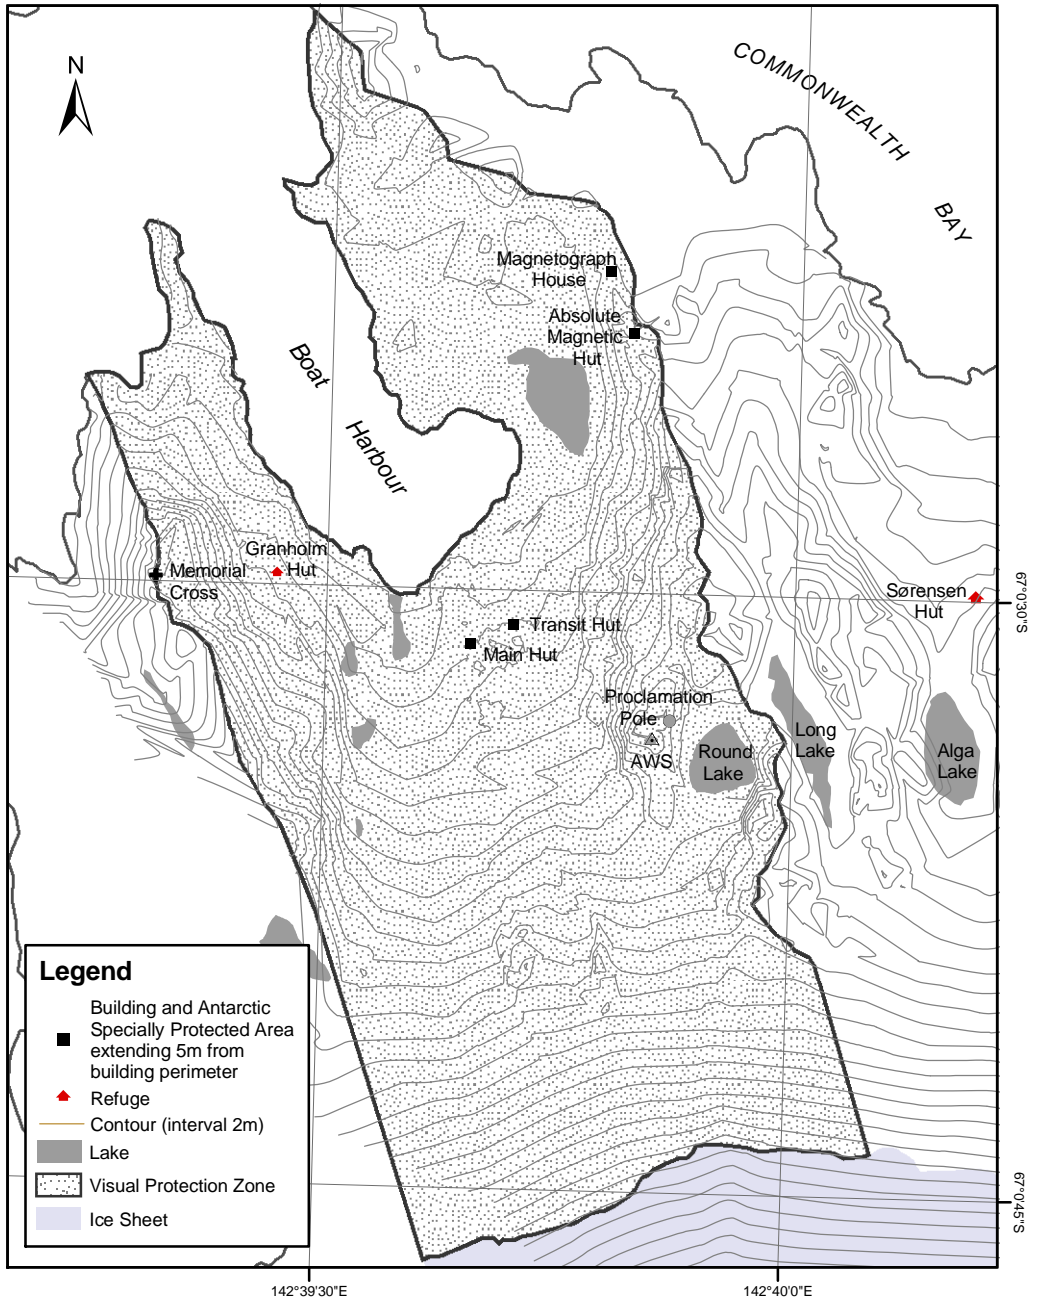 N
COMMONWEALTH
BAY
Magnetograph
House
Absolute
Magnetic
Hut
Boat
Harbour
Granholm
Hut
Memorial
Cross
Sørensen
Hut
67°0'30"S
Transit Hut
Main Hut
Proclamation
Pole
AWS
Round
Lake
Long
Lake
Alga
Lake
Legend
Building and Antarctic
Specially Protected Area
extending 5m from
building perimeter
Refuge
Contour (interval 2m)
Lake
Visual Protection Zone
Ice Sheet
67°0'45"S
142°39'30"E
142°40'0"E